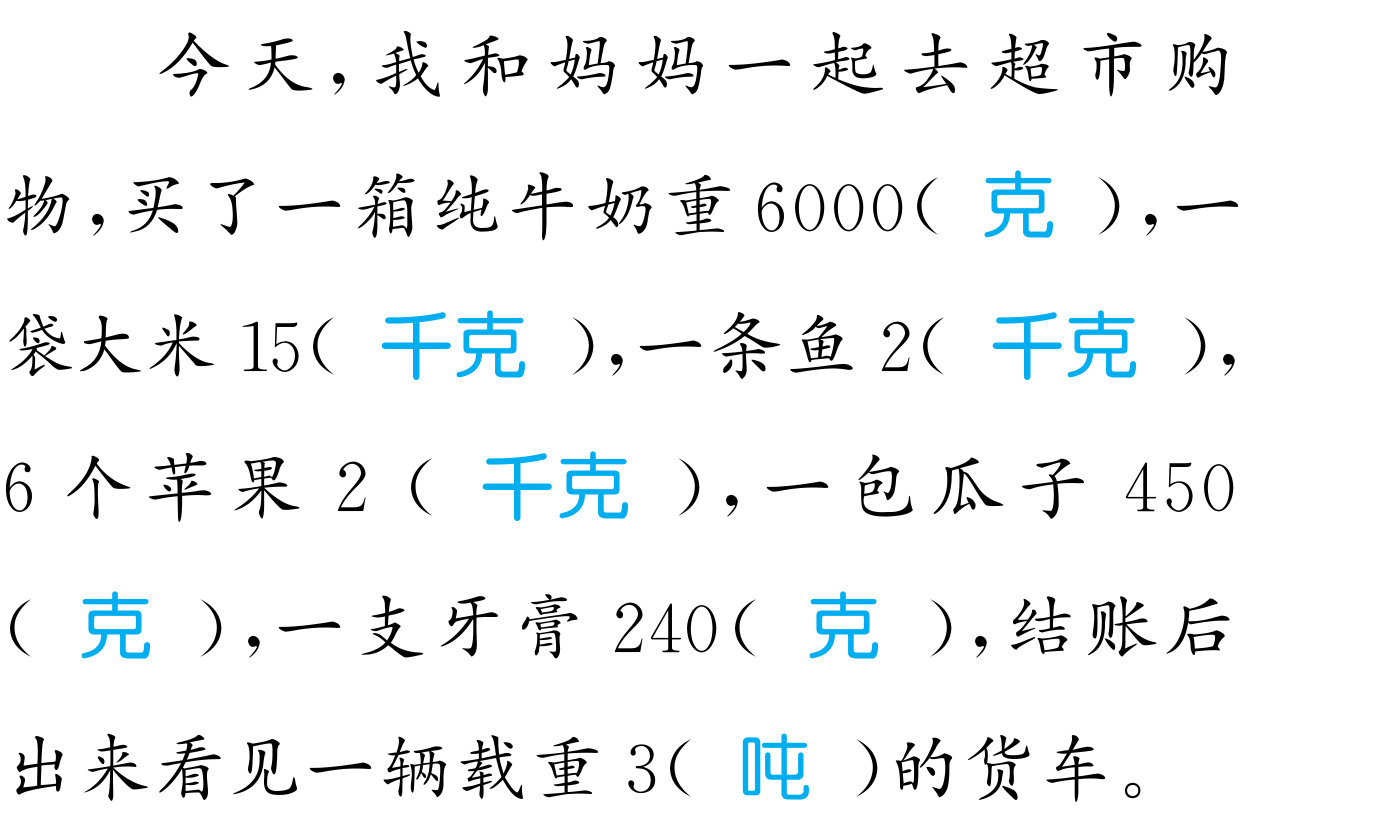 今天,我和妈妈一起去超市购
物,买了一箱纯牛奶重6000( 克 ),一
袋大米15( 千克 ),一条鱼2( 千克 ),
6个苹果2( 千克 ),一包瓜子450
( 克 ),一支牙膏240( 克 ),结账后
出来看见一辆载重3( 吨 )的货车。